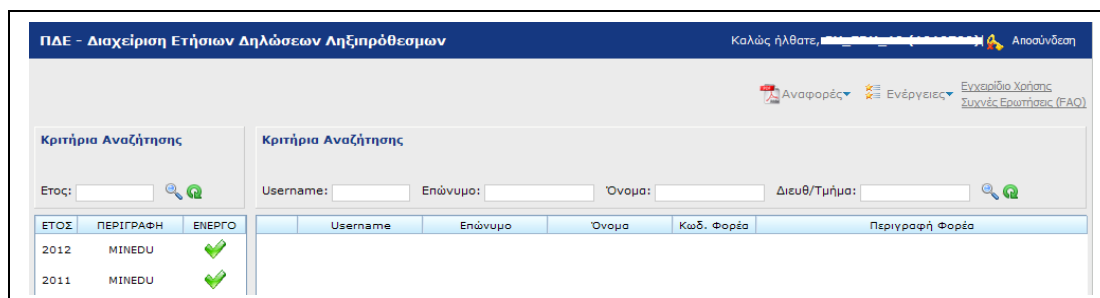 ΠΔΕ - Διαχείριση Ετήσιων Δηλώσεων Ληξιπρόθεσμων
Καλώς ήλθατε,
Αποσύνδεση
Αναφορές
Ενέργειες
Εγχειρίδιο Χρήσης
Συχνές Ερωτήσεις (FAQ)
Κριτήρια Αναζήτησης
Ετος:
ΕΤΟΣ ΠΕΡΙΓΡΑΦΗ ΕΝΕΡΓΟ
2012 MINEDU
2011 MINEDU
Κριτήρια Αναζήτησης
Username: Επώνυμο: Όνομα: Διευθ/Τμήμα:
Username Επώνυμο Όνομα Κωδ. Φορέα Περιγραφή Φορέα